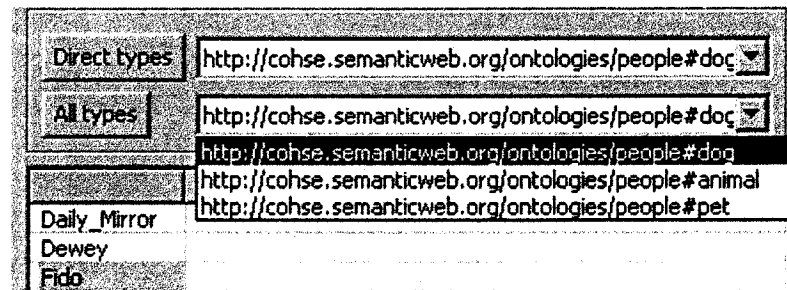 Direct types http://cohse.semanticweb.org/ontologies/people#dog
All types http://cohse.semanticweb.org/ontologies/people#dog
http://cohse.semanticweb.org/ontologies/people#dog
http://cohse.semanticweb.org/ontologies/people#animal
http://cohse.semanticweb.org/ontologies/people#pet
Daily_Mirror
Dewey
Fido